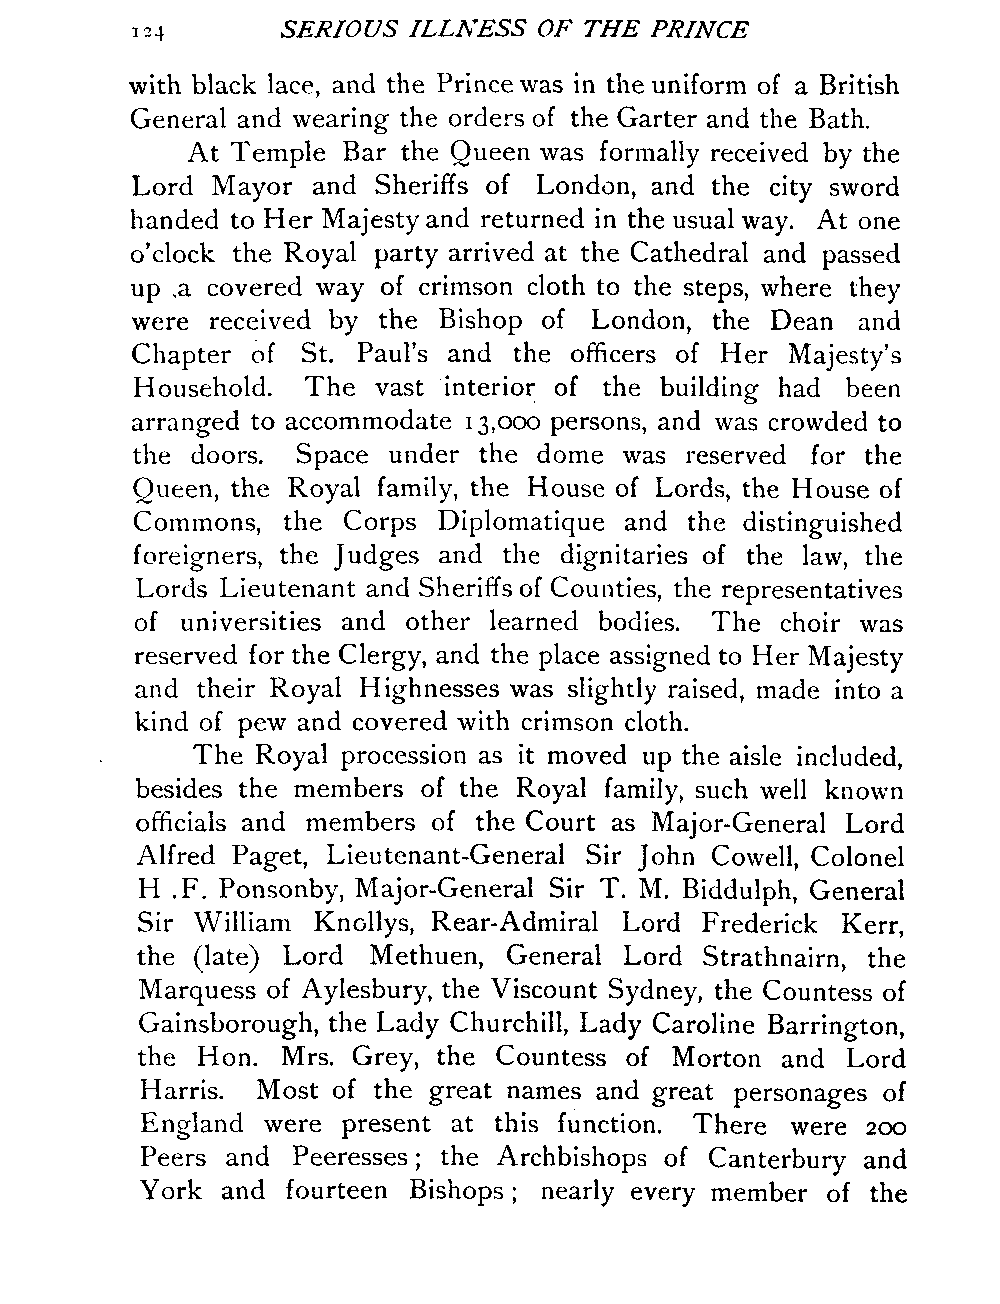 124 SERIOUS ILLNESS OF THE PRINCE
with black lace, and the Prince was in the uniform of a British
General and wearing the orders of the Garter and the Bath.
At Temple Bar the Queen was formally received by the
Lord Mayor and Sheriffs of London, and the city sword
handed to Her Majesty and returned in the usual way. At one
o'clock the Royal party arrived at the Cathedral and passed
up .a covered way of crimson cloth to the steps, where they
were received by the Bishop of London, the Dean and
Chapter of St. Paul's and the officers of Her Majesty's
Household. The vast interior of the building had been
arranged to accommodate 13,000 persons, and was crowded to
the doors. Space under the dome was reserved for the
Queen, the Royal family, the House of Lords, the House of
Commons, the Corps Diplomatique and the distinguished
foreigners, the Judges and the dignitaries of the law, the
Lords Lieutenant and Sheriffs of Counties, the representatives
of universities and other learned bodies. The choir was
reserved for the Clergy, and the place assigned to Her Majesty
and their Royal Highnesses was slightly raised, made into a
kind of pew and covered with crimson cloth.
The Royal procession as it moved up the aisle included,
besides the members of the Royal family, such well known
officials and members of the Court as Major-General Lord
Alfred Paget, Lieutenant-General Sir John Cowell, Colonel
H .F. Ponsonby, Major-General Sir T. M. Biddulph, General
Sir William Knollys, Rear-Admiral Lord Frederick Kerr,
the (late) Lord Methuen, General Lord Strathnairn, the
Marquess of Aylesbury, the Viscount Sydney, the Countess of
Gainsborough, the Lady Churchill, Lady Caroline Barrington,
the Hon. Mrs. Grey, the Countess of Morton and Lord
Harris. Most of the great names and great personages of
England were present at this function. There were 200
Peers and Peeresses; the Archbishops of Canterbury and
York and fourteen Bishops; nearly every member of the